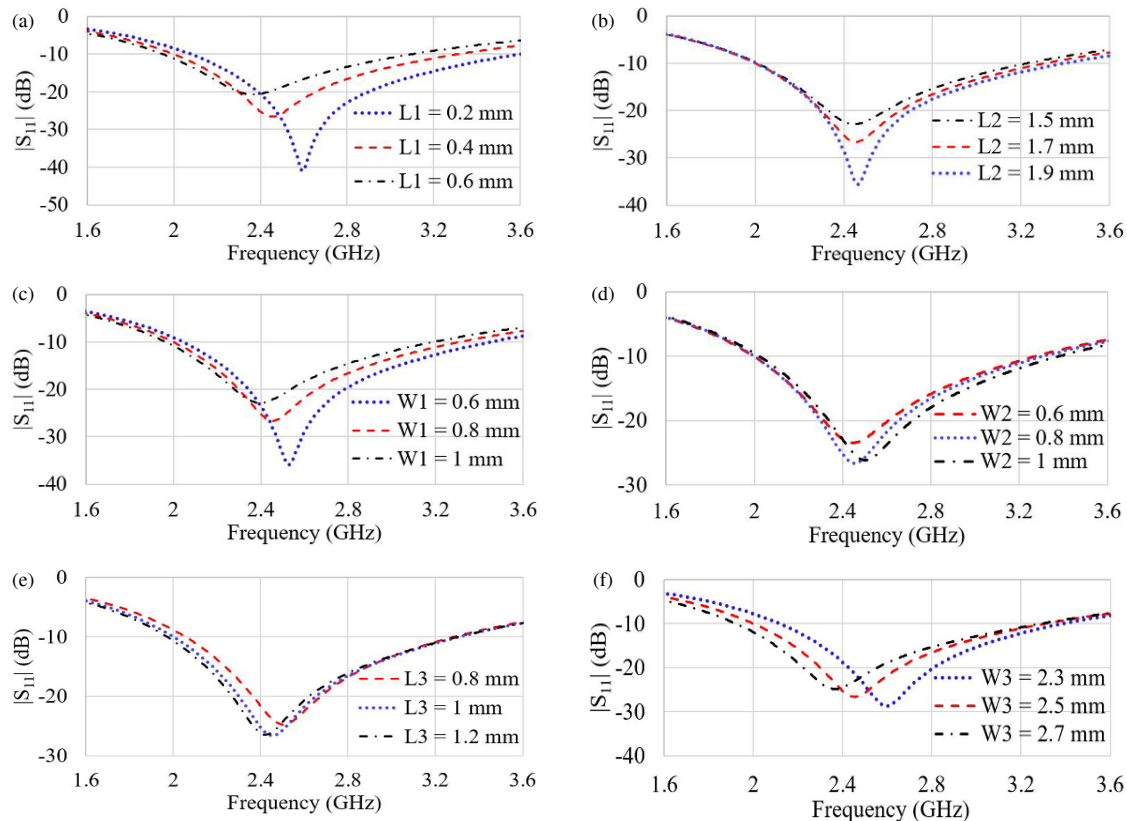 (a)
0
-10
-20
-30
-40
-50
|S11| (dB)
L1 = 0.2 mm
L1 = 0.4 mm
L1 = 0.6 mm
1.6 2 2.4 2.8 3.2 3.6
Frequency (GHz)
(b)
0
-10
-20
-30
-40
|S11| (dB)
L2 = 1.5 mm
L2 = 1.7 mm
L2 = 1.9 mm
1.6 2 2.4 2.8 3.2 3.6
Frequency (GHz)
(c)
0
-10
-20
-30
-40
|S11| (dB)
W1 = 0.6 mm
W1 = 0.8 mm
W1 = 1 mm
1.6 2 2.4 2.8 3.2 3.6
Frequency (GHz)
(d)
0
-10
-20
-30
|S11| (dB)
W2 = 0.6 mm
W2 = 0.8 mm
W2 = 1 mm
1.6 2 2.4 2.8 3.2 3.6
Frequency (GHz)
(e)
0
-10
-20
-30
|S11| (dB)
L3 = 0.8 mm
L3 = 1 mm
L3 = 1.2 mm
1.6 2 2.4 2.8 3.2 3.6
Frequency (GHz)
(f)
0
-10
-20
-30
-40
|S11| (dB)
W3 = 2.3 mm
W3 = 2.5 mm
W3 = 2.7 mm
1.6 2 2.4 2.8 3.2 3.6
Frequency (GHz)